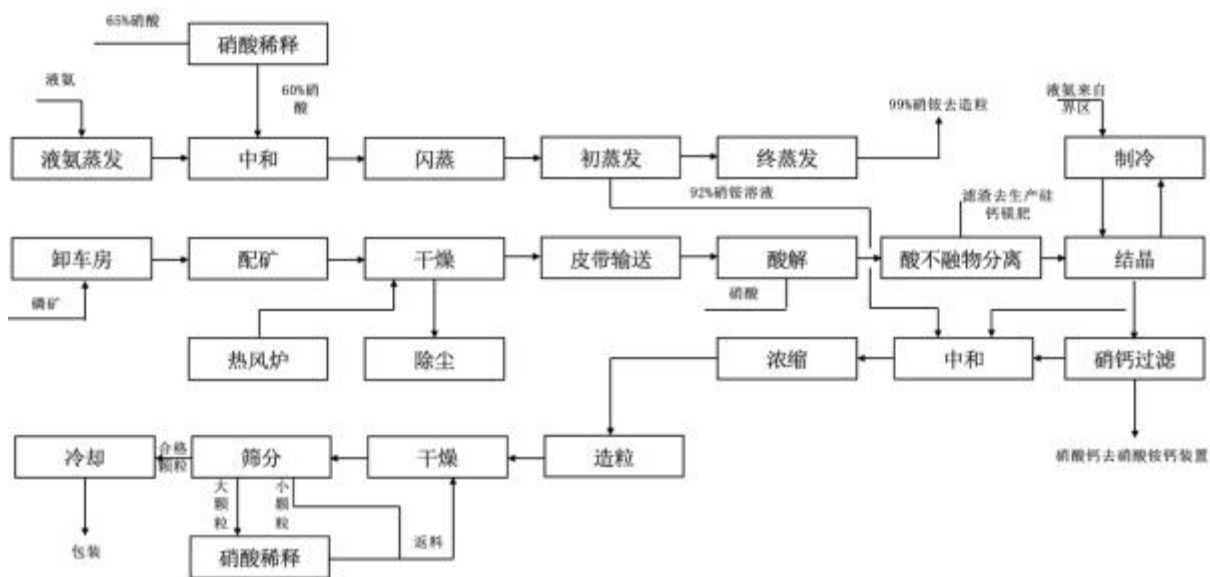 65%硝酸
硝酸稀释
液氨
60%硝
酸
99%硝铵去造粒
液氨来自
界区
液氨蒸发
中和
闪蒸
初蒸发
终蒸发
制冷
92%硝铵溶液
滤渣去生产硅
钙镁肥
卸车房
配矿
干燥
皮带输送
酸解
酸不融物分离
结晶
磷矿
硝酸
热风炉
除尘
浓缩
中和
硝钙过滤
冷却
合格
颗粒
筛分
干燥
造粒
硝酸钙去硝酸铵钙装置
大
颗
粒
小
颗
粒
包装
硝酸稀释
返料